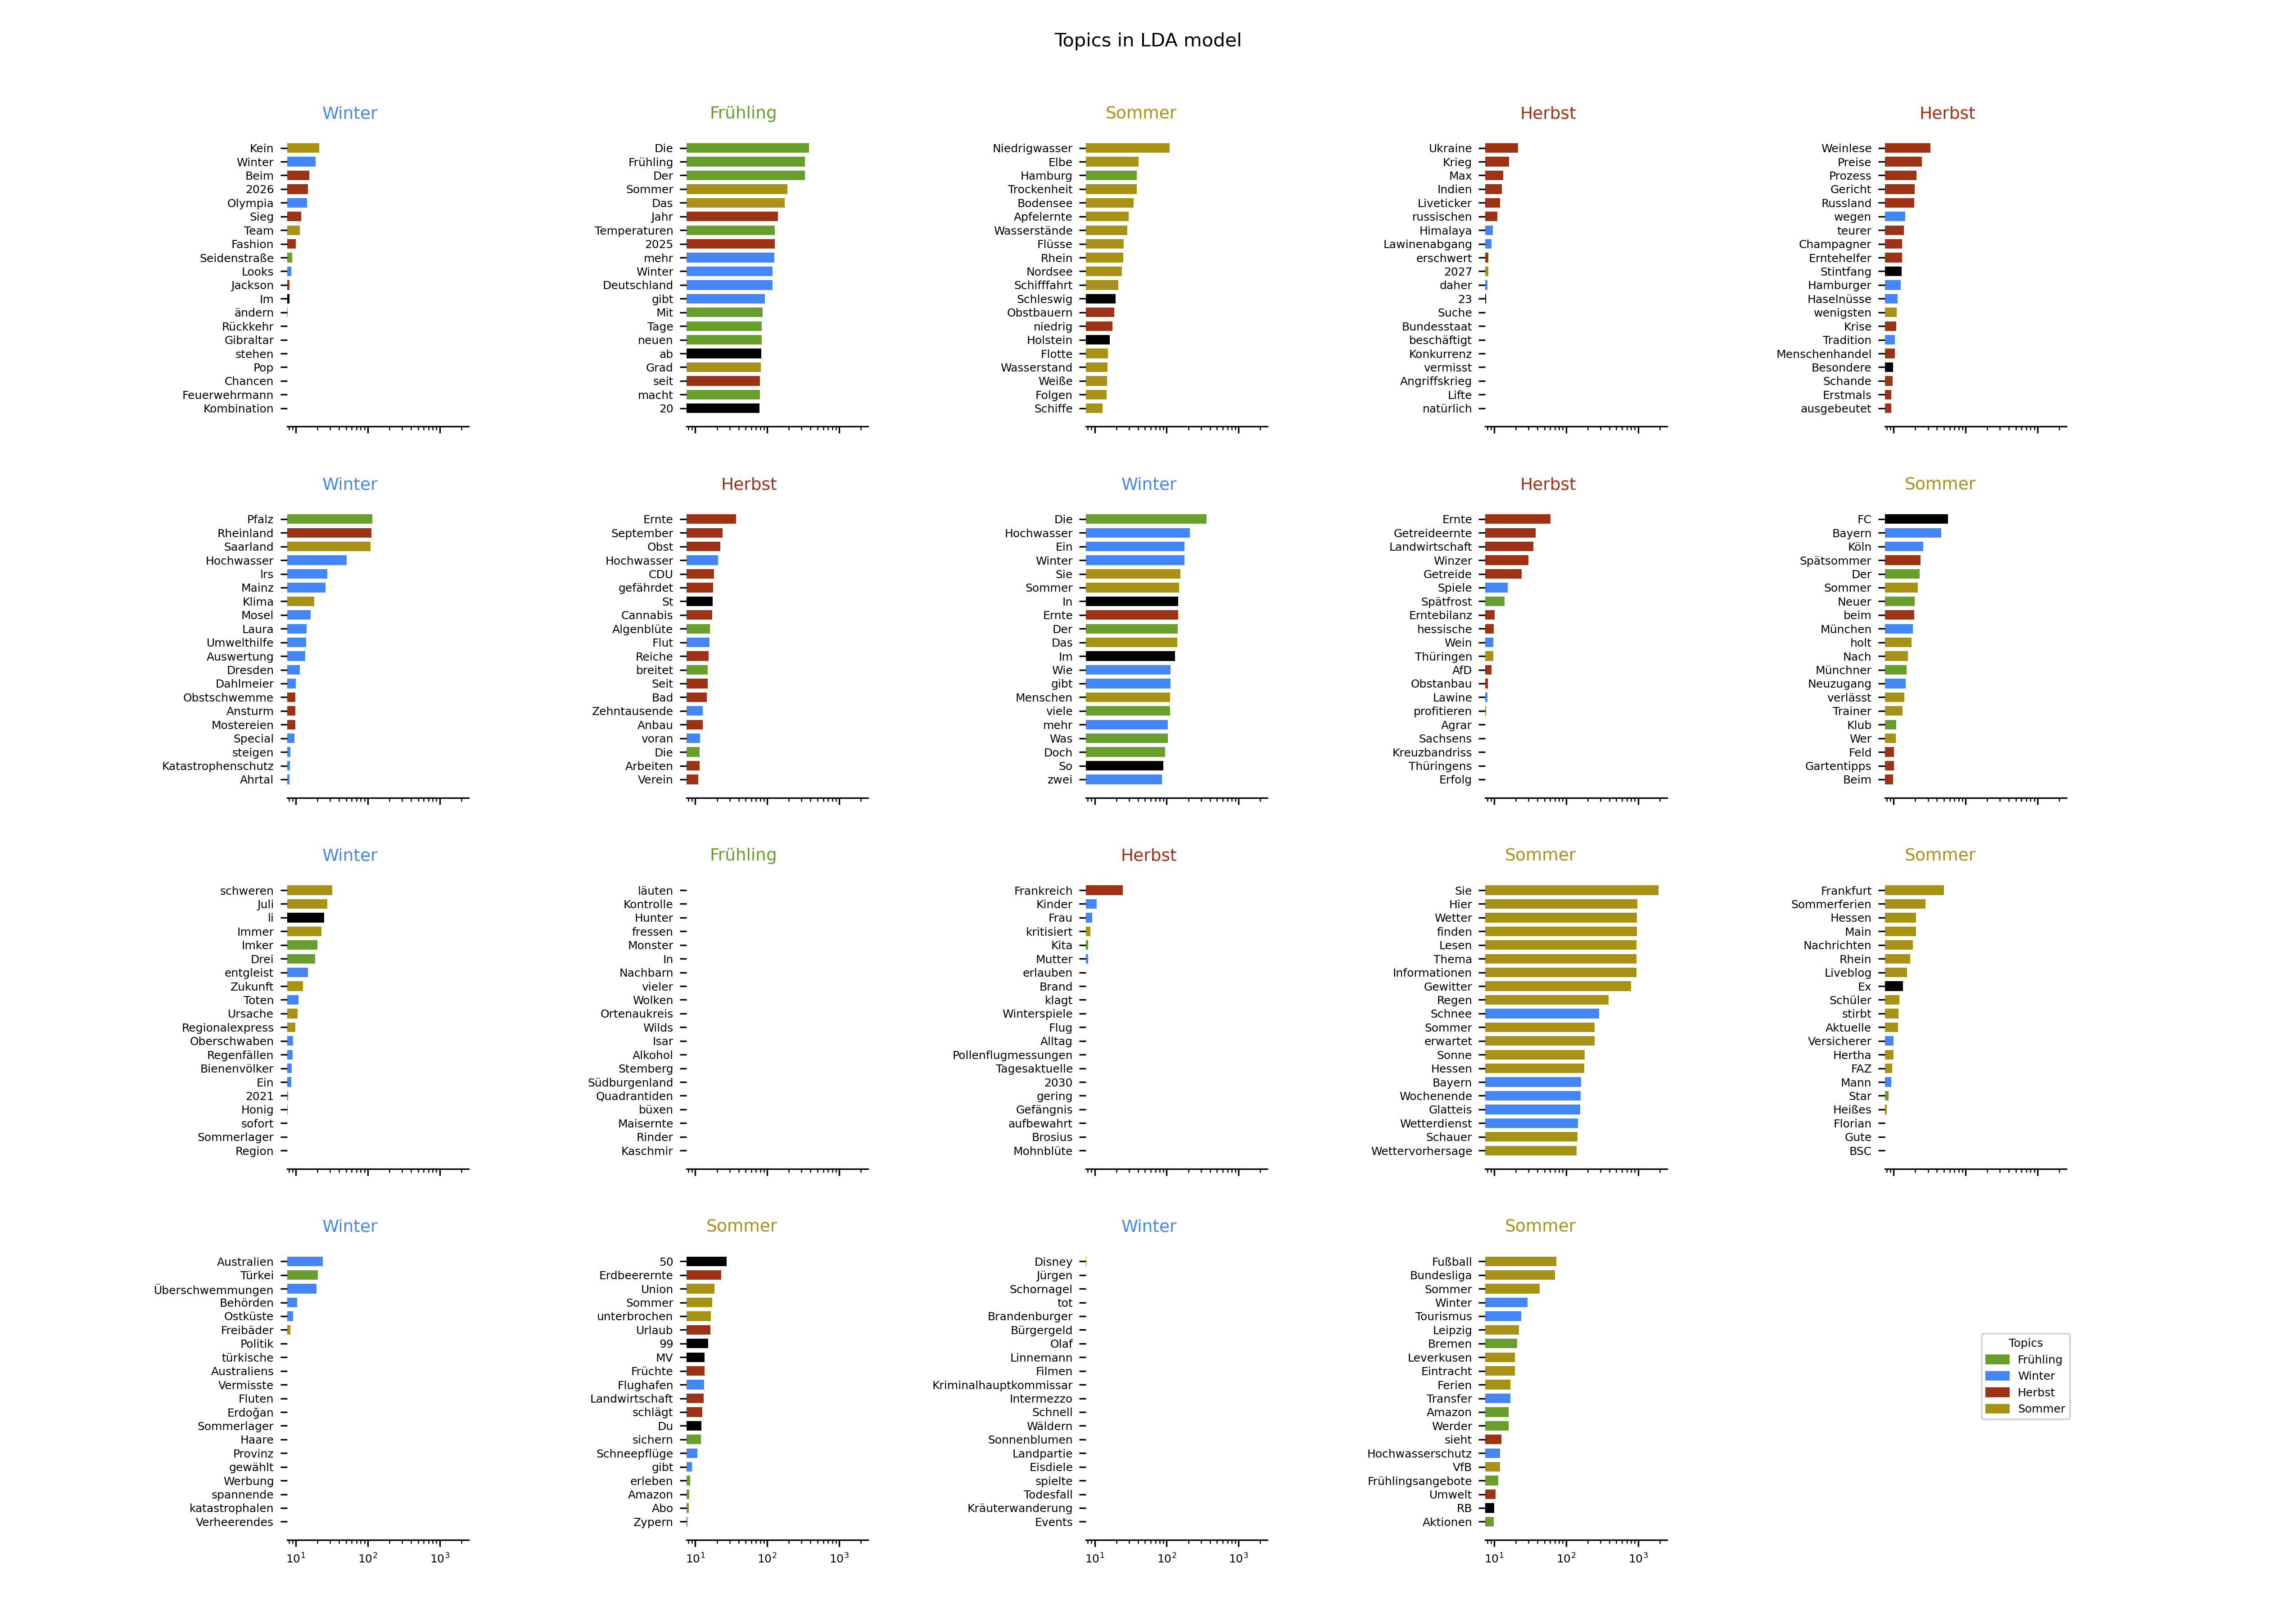 Topics in LDA model
Winter
Kein
Winter
Beim
2026
Olympia
Sieg
Team
Fashion
Seidenstraße
Looks
Jackson
Im
ändern
Rückkehr
Gibraltar
stehen
Pop
Chancen
Feuerwehrmann
Kombination
Frühling
Die
Frühling
Der
Sommer
Das
Jahr
Temperaturen
2025
mehr
Winter
Deutschland
gibt
Mit
Tage
neuen
ab
Grad
seit
macht
20
Sommer
Niedrigwasser
Elbe
Hamburg
Trockenheit
Bodensee
Apfelernte
Wasserstände
Flüsse
Rhein
Nordsee
Schifffahrt
Schleswig
Obstbauern
niedrig
Holstein
Flotte
Wasserstand
Weiße
Folgen
Schiffe
Herbst
Ukraine
Krieg
Max
Indien
Liveticker
russischen
Himalaya
Lawinenabgang
erschwert
2027
daher
23
Suche
Bundesstaat
beschäftigt
Konkurrenz
vermisst
Angriffskrieg
Lifte
natürlich
Herbst
Weinlese
Preise
Prozess
Gericht
Russland
wegen
teurer
Champagner
Erntehelfer
Stintfang
Hamburger
Haselnüsse
wenigsten
Krise
Tradition
Menschenhandel
Besondere
Schande
Erstmals
ausgebeutet
Winter
Pfalz
Rheinland
Saarland
Hochwasser
lrs
Mainz
Klima
Mosel
Laura
Umwelthilfe
Auswertung
Dresden
Dahlmeier
Obstschwemme
Ansturm
Mostereien
Special
steigen
Katastrophenschutz
Ahrtal
Herbst
Ernte
September
Obst
Hochwasser
CDU
gefährdet
St
Cannabis
Algenblüte
Flut
Reiche
breitet
Seit
Bad
Zehntausende
Anbau
voran
Die
Arbeiten
Verein
Winter
Die
Hochwasser
Ein
Winter
Sie
Sommer
In
Ernte
Der
Das
Im
Wie
gibt
Menschen
viele
mehr
Was
Doch
So
zwei
Herbst
Ernte
Getreideernte
Landwirtschaft
Winzer
Getreide
Spiele
Spätfrost
Erntebilanz
hessische
Wein
Thüringen
AfD
Obstanbau
Lawine
profitieren
Agrar
Sachsens
Kreuzbandriss
Thüringens
Erfolg
Sommer
FC
Bayern
Köln
Spätsommer
Der
Sommer
Neuer
beim
München
holt
Nach
Münchner
Neuzugang
verlässt
Trainer
Klub
Wer
Feld
Gartentipps
Beim
Winter
schweren
Juli
li
Immer
Imker
Drei
entgleist
Zukunft
Toten
Ursache
Regionalexpress
Oberschwaben
Regenfällen
Bienenvölker
Ein
2021
Honig
sofort
Sommerlager
Region
Frühling
läuten
Kontrolle
Hunter
fressen
Monster
In
Nachbarn
vieler
Wolken
Ortenaukreis
Wilds
Isar
Alkohol
Stemberg
Südburgenland
Quadrantiden
büxen
Maisernte
Rinder
Kaschmir
Herbst
Frankreich
Kinder
Frau
kritisiert
Kita
Mutter
erlauben
Brand
klagt
Winterspiele
Flug
Alltag
Pollenflugmessungen
Tagesaktuelle
2030
gering
Gefängnis
aufbewahrt
Brosius
Mohnblüte
Sommer
Sie
Hier
Wetter
finden
Lesen
Thema
Informationen
Gewitter
Regen
Schnee
Sommer
erwartet
Sonne
Hessen
Bayern
Wochenende
Glatteis
Wetterdienst
Schauer
Wettervorhersage
Sommer
Frankfurt
Sommerferien
Hessen
Main
Nachrichten
Rhein
Liveblog
Ex
Schüler
stirbt
Aktuelle
Versicherer
Hertha
FAZ
Mann
Star
Heißes
Florian
Gute
BSC
Winter
Australien
Türkei
Überschwemmungen
Behörden
Ostküste
Freibäder
Politik
türkische
Australiens
Vermisste
Fluten
Erdoğan
Sommerlager
Haare
Provinz
gewählt
Werbung
spannende
katastrophalen
Verheerendes
10¹ 10² 10³
Sommer
50
Erdbeerernte
Union
Sommer
unterbrochen
Urlaub
99
MV
Früchte
Flughafen
Landwirtschaft
schlägt
Du
sichern
Schneepflüge
gibt
erleben
Amazon
Abo
Zypern
10¹ 10² 10³
Winter
Disney
Jürgen
Schornagel
tot
Brandenburger
Bürgergeld
Olaf
Linnemann
Filmen
Kriminalhauptkommissar
Intermezzo
Schnell
Wäldern
Sonnenblumen
Landpartie
Eisdiele
spielte
Todesfall
Kräuterwanderung
Events
10¹ 10² 10³
Sommer
Fußball
Bundesliga
Sommer
Winter
Tourismus
Leipzig
Bremen
Leverkusen
Eintracht
Ferien
Transfer
Amazon
Werder
sieht
Hochwasserschutz
VfB
Frühlingsangebote
Umwelt
RB
Aktionen
10¹ 10² 10³
Topics
Frühling
Winter
Herbst
Sommer